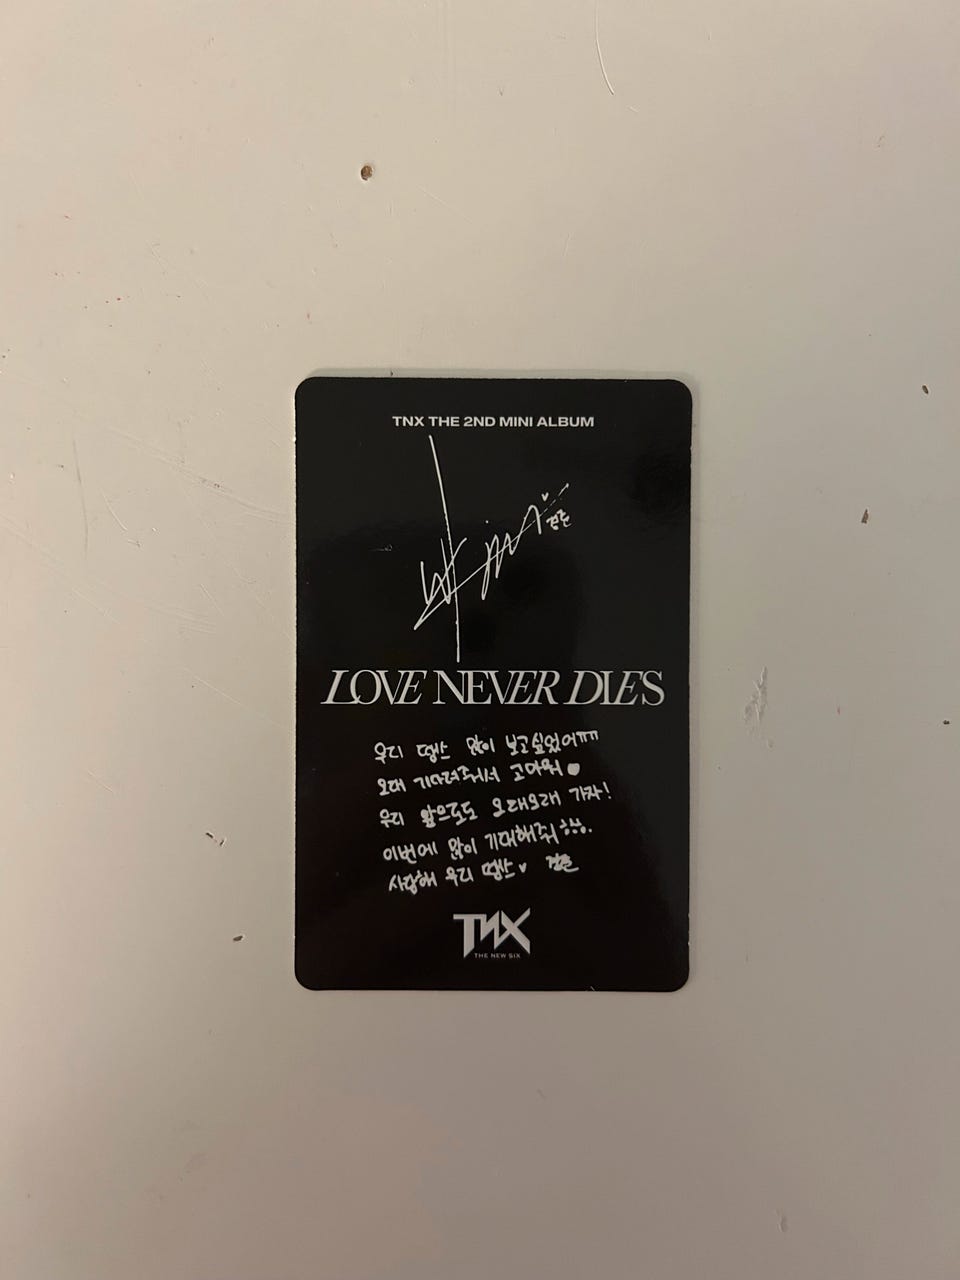 TNX THE 2ND MINI ALBUM
경준
LOVE NEVER DIES
우리 땡스 많이 보고싶었어ㅠㅠ
오래 기다려줘서 고마워
우리 앞으로도 오래오래 가자!
이번에 많이 기대해줘 ㅎㅎ.
사랑해 우리 땡스♥ 경준
TNX
THE NEW SIX